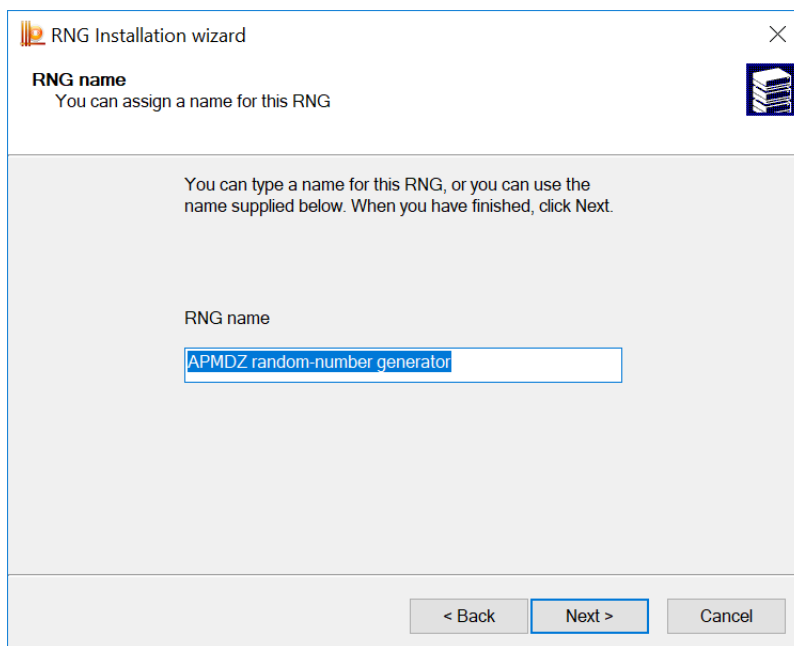 RNG Installation wizard
RNG name
You can assign a name for this RNG
You can type a name for this RNG, or you can use the
name supplied below. When you have finished, click Next.
RNG name
APMDZ random-number generator
< Back
Next >
Cancel